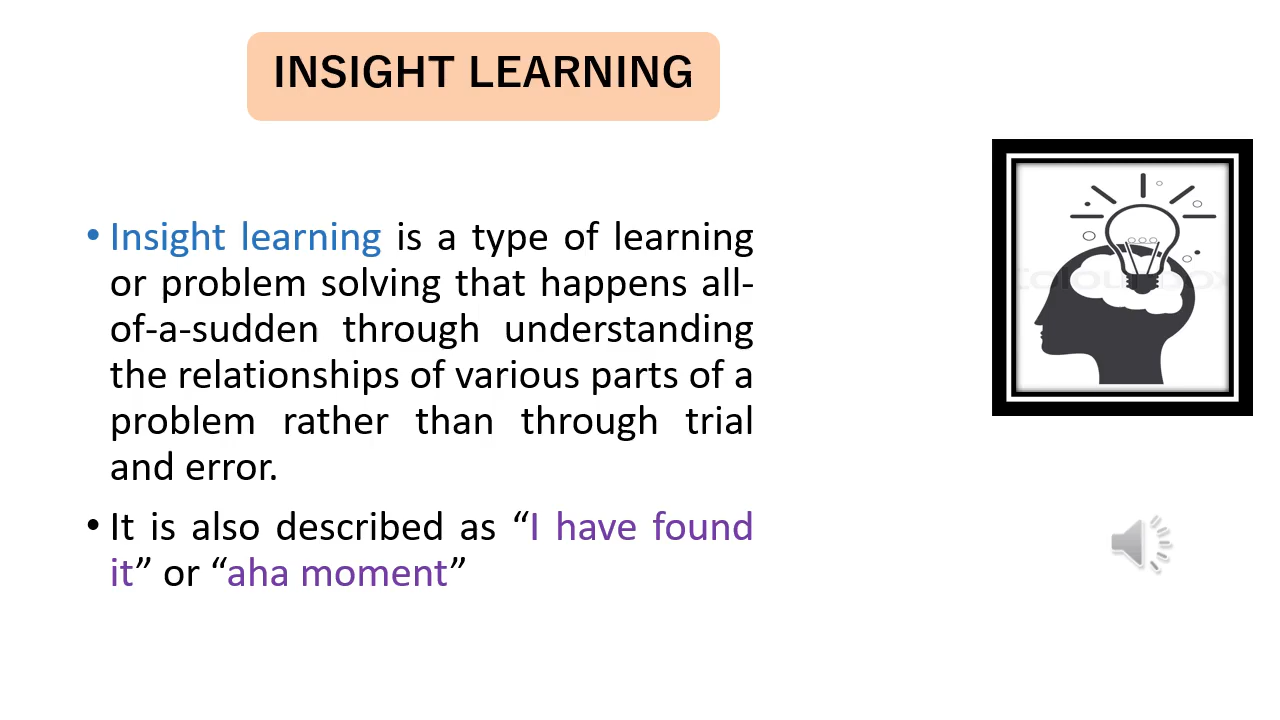 INSIGHT LEARNING
• Insight learning is a type of learning
or problem solving that happens all-
of-a-sudden through understanding
the relationships of various parts of a
problem rather than through trial
and error.
• It is also described as “I have found
it” or “aha moment”